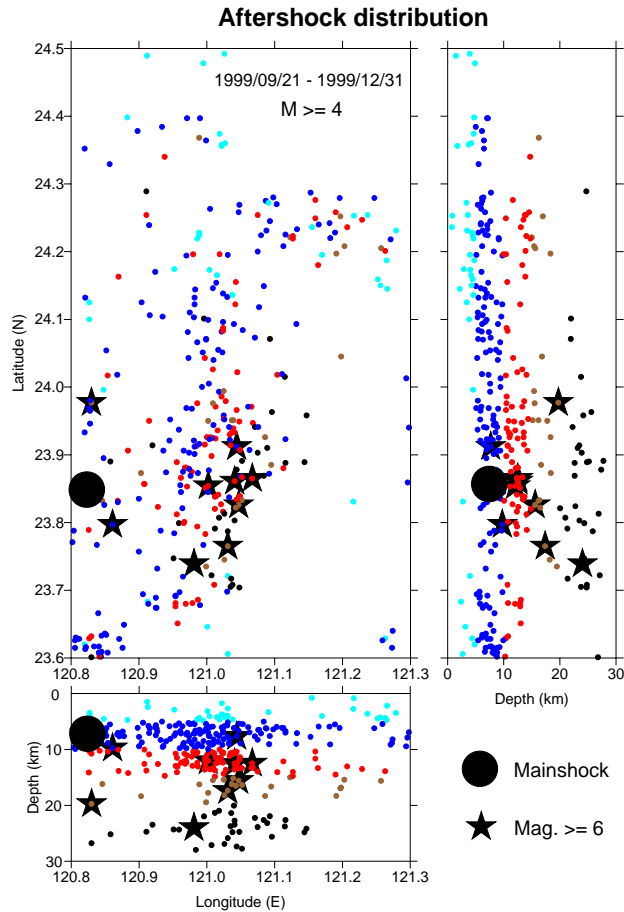 Aftershock distribution
1999/09/21 - 1999/12/31
M >= 4
Latitude (N)
24.5
24.4
24.3
24.2
24.1
24.0
23.9
23.8
23.7
23.6
120.8 120.9 121.0 121.1 121.2 121.3
0 10 20 30
Depth (km)
Depth (km)
0
10
20
30
120.8 120.9 121.0 121.1 121.2 121.3
Longitude (E)
Mainshock
Mag. >= 6